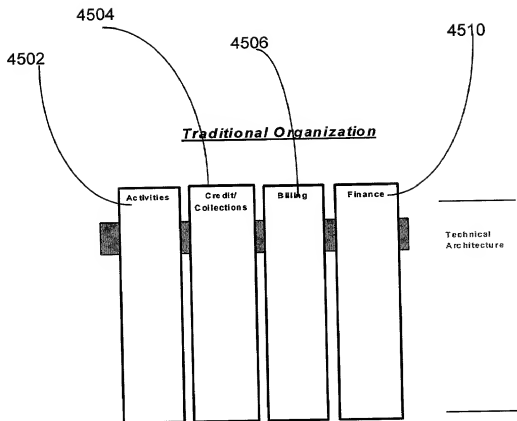 4504
4506
4510
4502
Traditional Organization
Activities
Credit/
Collections
Billing
Finance
Technical
Architecture